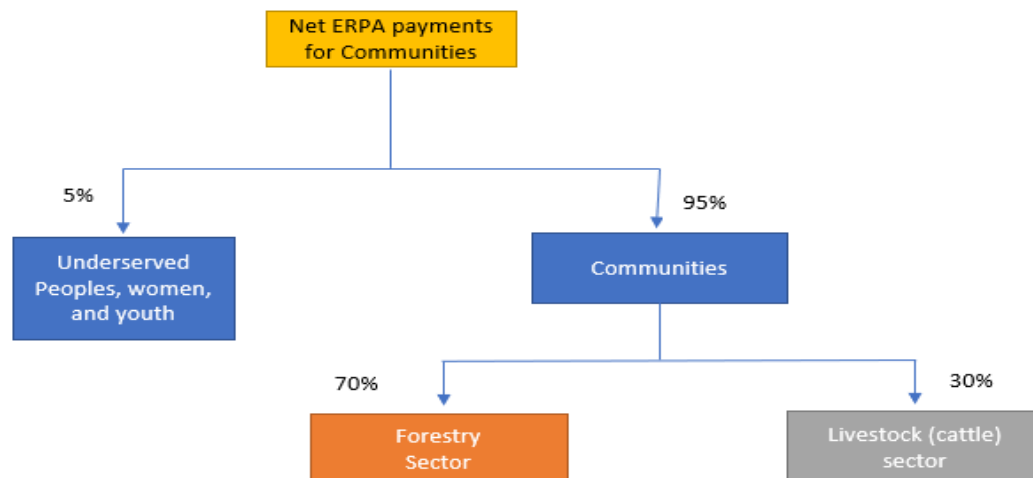 Net ERPA payments
for Communities
5%
95%
Underserved
Peoples, women,
and youth
Communities
70%
30%
Forestry
Sector
Livestock (cattle)
sector